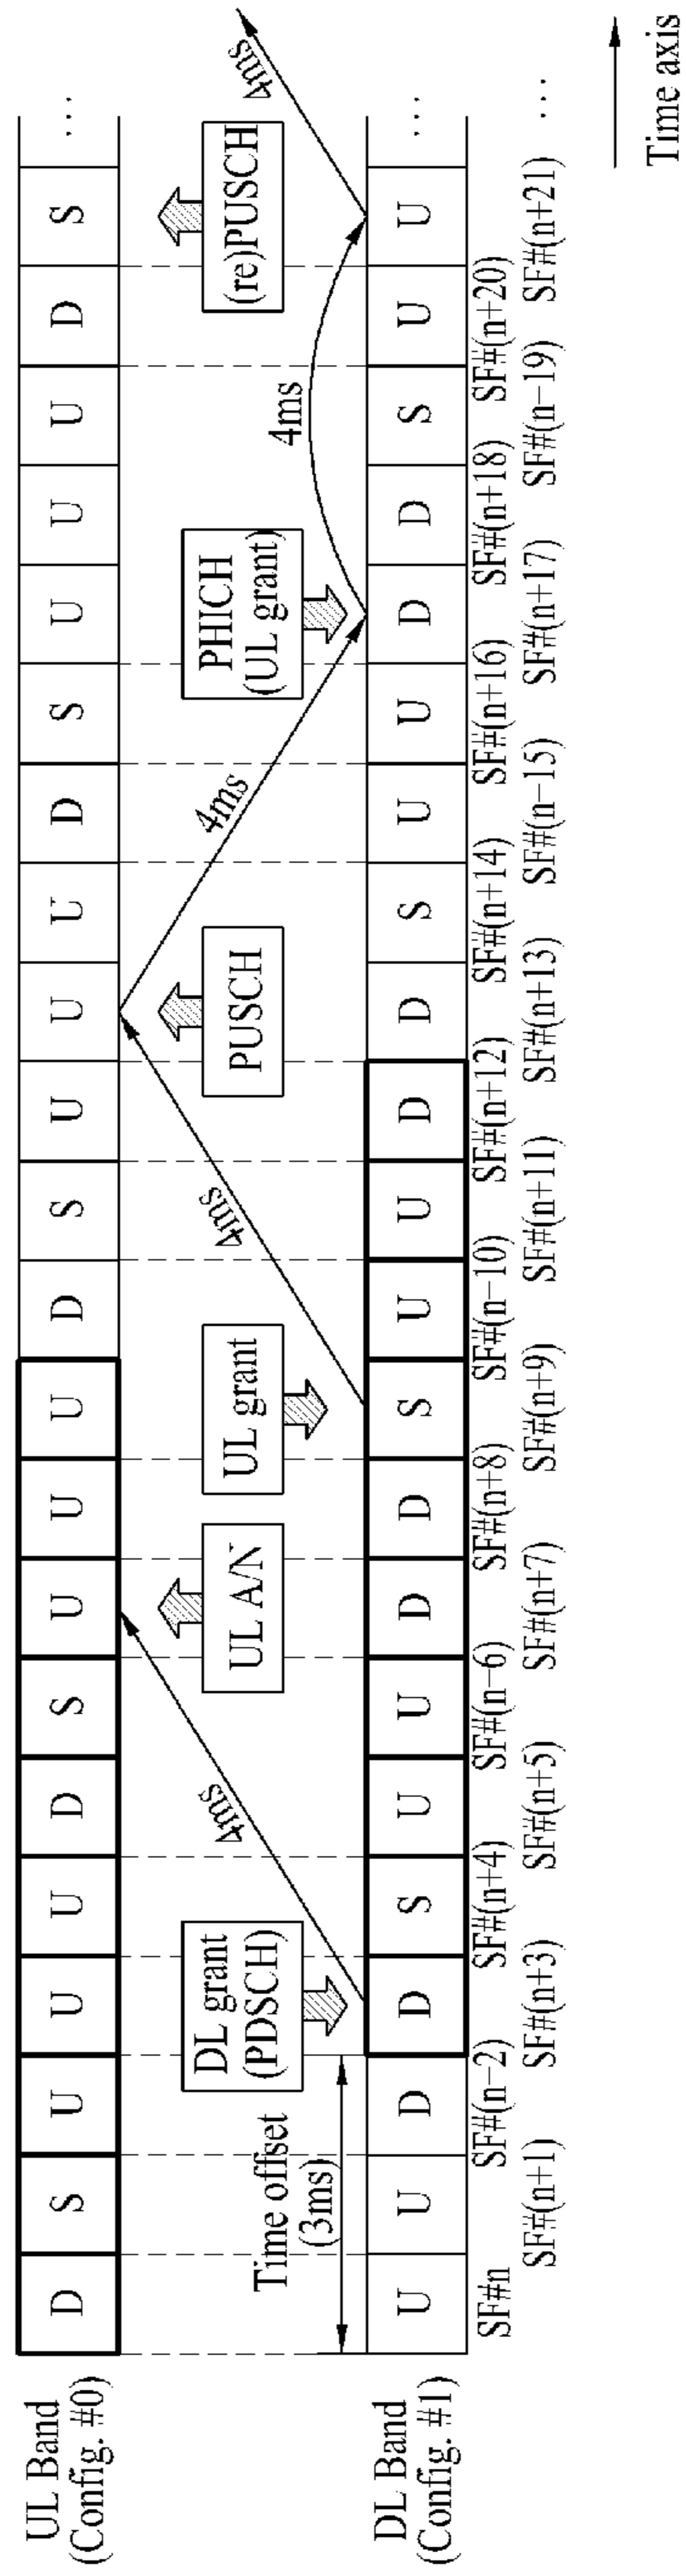 UL Band
(Config. #0)
D S U U U D S U U U D S U U U D S U U U D S ...
DL grant
(PDSCH)
4ms
UL A/N
UL grant
4ms
PUSCH
4ms
PHICH
(UL grant)
4ms
(re)PUSCH
4ms
Time offset
(3ms)
DL Band
(Config. #1)
U U D D S U U D D S U U D D S U U D D S U U ...
SF#n SF#(n−2) SF#(n+4) SF#(n−6) SF#(n+8) SF#(n−10) SF#(n+12) SF#(n+14) SF#(n+16) SF#(n+18) SF#(n+20)
SF#(n+1) SF#(n+3) SF#(n+5) SF#(n+7) SF#(n+9) SF#(n+11) SF#(n+13) SF#(n−15) SF#(n+17) SF#(n−19) SF#(n+21) ...
Time axis